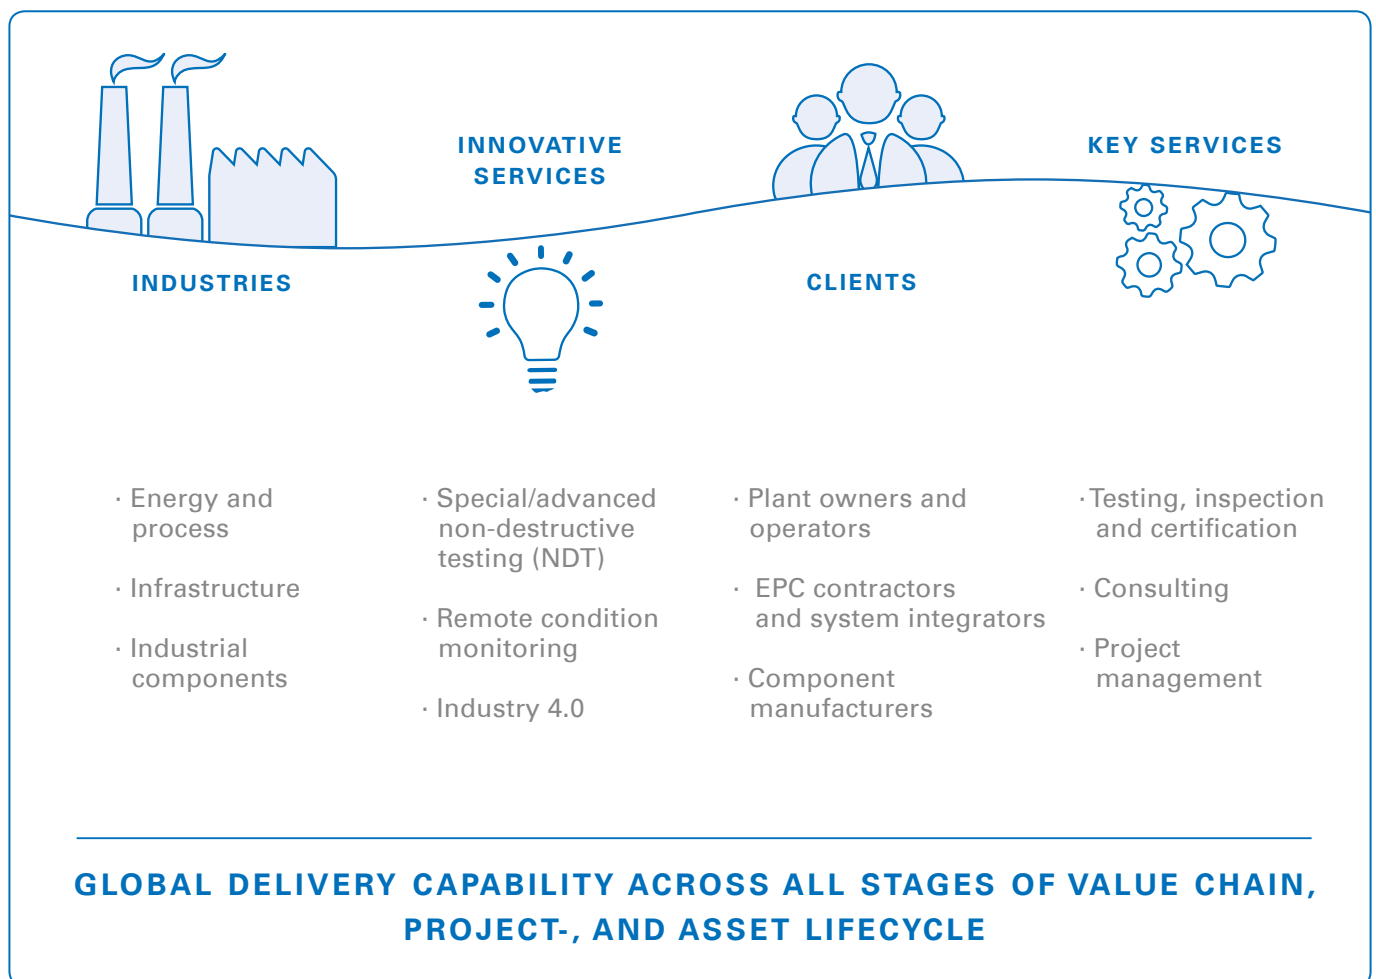 INDUSTRIES
· Energy and
process
· Infrastructure
· Industrial
components
INNOVATIVE
SERVICES
· Special/advanced
non-destructive
testing (NDT)
· Remote condition
monitoring
· Industry 4.0
CLIENTS
· Plant owners and
operators
· EPC contractors
and system integrators
· Component
manufacturers
KEY SERVICES
· Testing, inspection
and certification
· Consulting
· Project
management
GLOBAL DELIVERY CAPABILITY ACROSS ALL STAGES OF VALUE CHAIN,
PROJECT-, AND ASSET LIFECYCLE